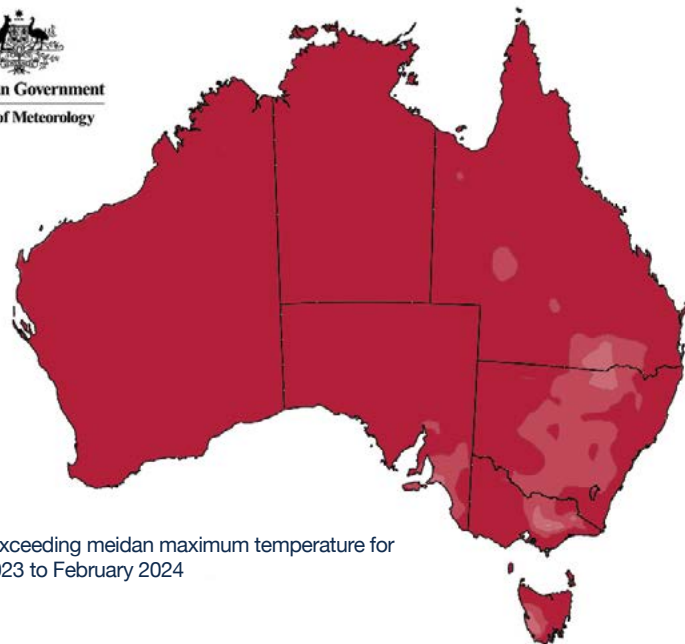 n Government
of Meteorology
xceeding meidan maximum temperature for
023 to February 2024